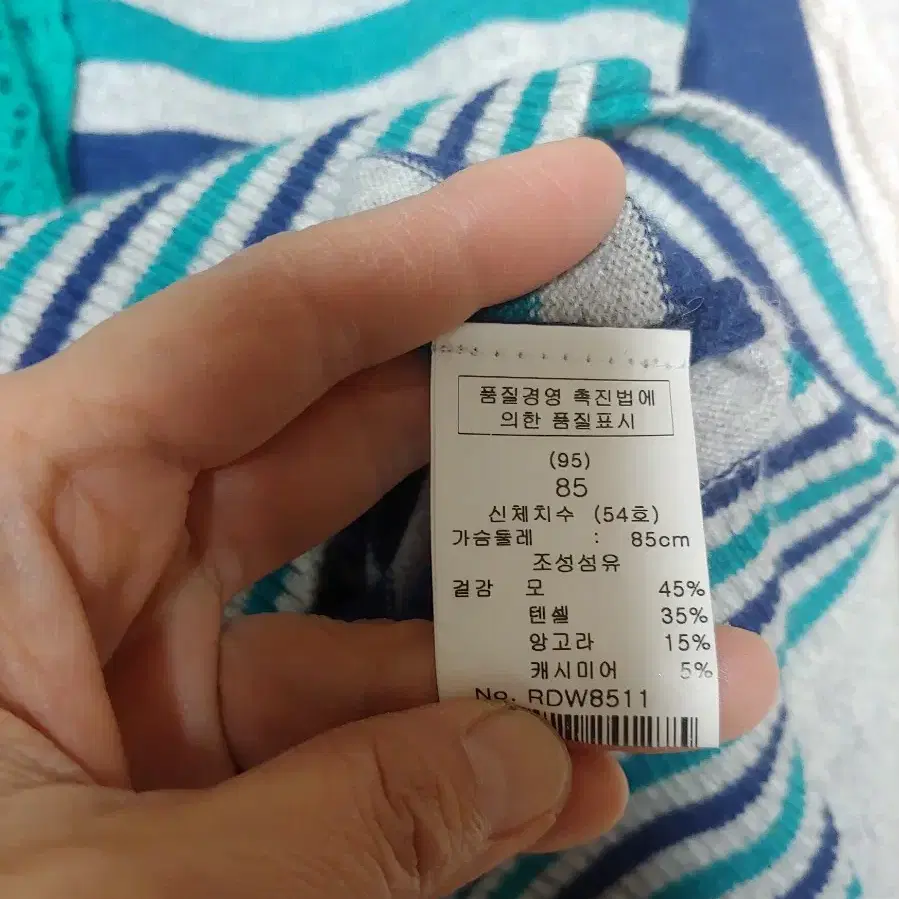 품질경영 촉진법에
의한 품질표시
(95)
85
신체치수 (54호)
가슴둘레 : 85cm
조성섬유
겉감 모 45%
텐셀 35%
앙고라 15%
캐시미어 5%
No. RDW8511